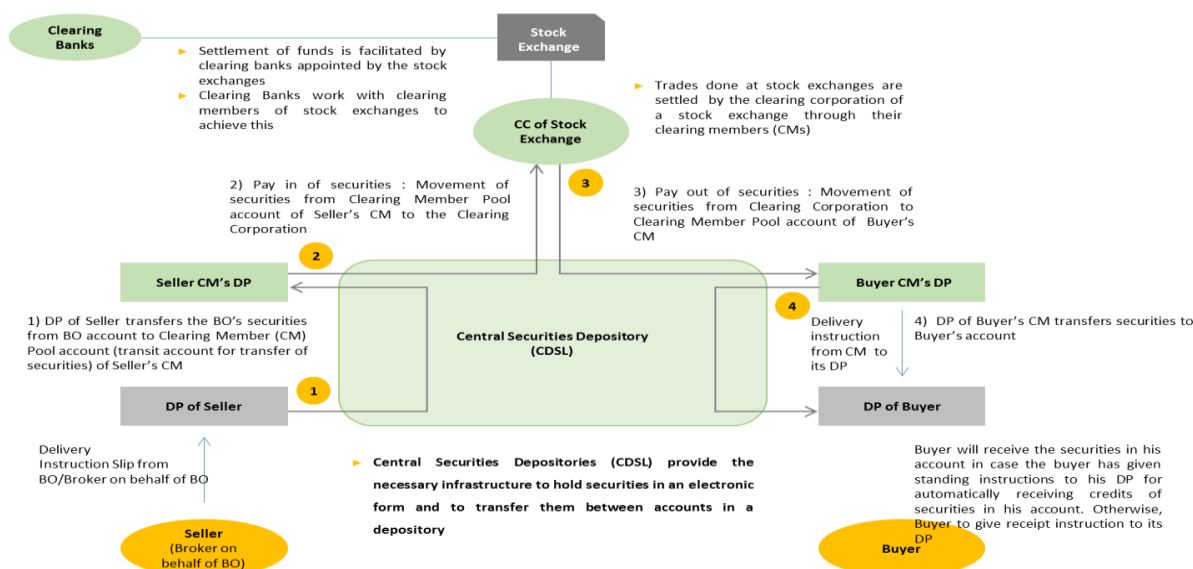 Clearing
Banks
Stock
Exchange
► Settlement of funds is facilitated by
clearing banks appointed by the stock
exchanges
► Clearing Banks work with clearing
members of stock exchanges to
achieve this
► Trades done at stock exchanges are
settled by the clearing corporation of
a stock exchange through their
clearing members (CMs)
CC of Stock
Exchange
2) Pay in of securities : Movement of
securities from Clearing Member Pool
account of Seller's CM to the Clearing
Corporation
3
3) Pay out of securities : Movement of
securities from Clearing Corporation to
Clearing Member Pool account of Buyer's
CM
2
Seller CM's DP
Buyer CM's DP
4
1) DP of Seller transfers the BO's securities
from BO account to Clearing Member (CM)
Pool account (transit account for transfer of
securities) of Seller's CM
Central Securities Depository
(CDSL)
Delivery
instruction
from CM to
its DP
4) DP of Buyer's CM transfers securities to
Buyer's account
1
DP of Seller
DP of Buyer
Delivery
Instruction Slip from
BO/Broker on behalf of BO
► Central Securities Depositories (CDSL) provide the
necessary infrastructure to hold securities in an electronic
form and to transfer them between accounts in a
depository
Buyer will receive the securities in his
account in case the buyer has given
standing instructions to his DP for
automatically receiving credits of
securities in his account. Otherwise,
Buyer to give receipt instruction to its
DP
Seller
(Broker on
behalf of BO)
Buyer